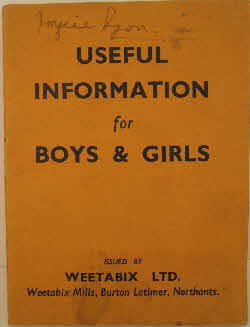 USEFUL
INFORMATION
for
BOYS & GIRLS
ISSUED BY
WEETABIX LTD.
Weetabix Mills, Burton Latimer, Northants.